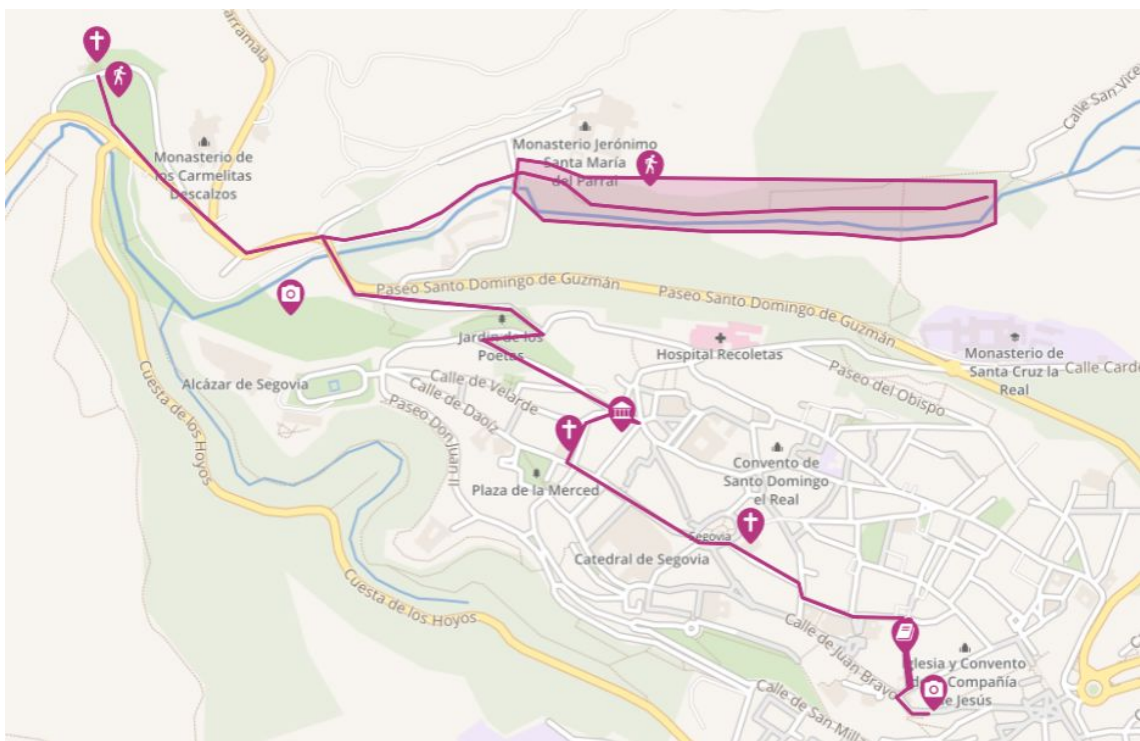 arramala
Calle San Vice
Monasterio de
los Carmelitas
Descalzos
Monasterio Jerónimo
Santa María
del Parral
Paseo Santo Domingo de Guzmán
Paseo Santo Domingo de Guzmán
Jardín de los
Poetas
Hospital Recoletas
Monasterio de
Santa Cruz la
Real
Calle Carde
Alcázar de Segovia
Calle de Velarde
Calle de Daoiz
Paseo Don Juan II
Paseo del Obispo
Cuesta de los Hoyos
Plaza de la Merced
Convento de
Santo Domingo
el Real
Segovia
Catedral de Segovia
Cuesta de los Hoyos
Calle de Juan Bravo
Iglesia y Convento
de Compañía
de Jesús
Calle de San Millá